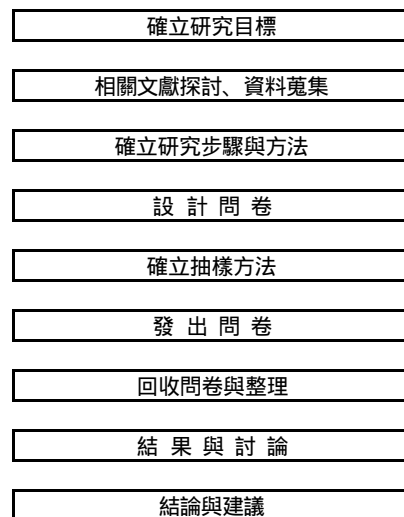 確立研究目標
相關文獻探討、資料蒐集
確立研究步驟與方法
設計問卷
確立抽樣方法
發出問卷
回收問卷與整理
結果與討論
結論與建議